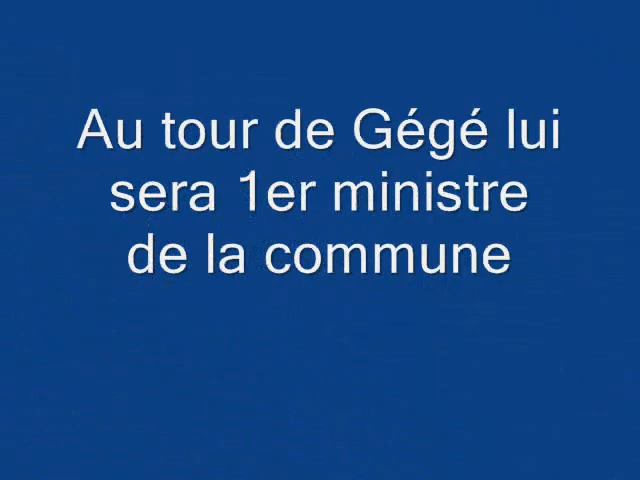 Au tour de Gégé lui
sera 1er ministre
de la commune